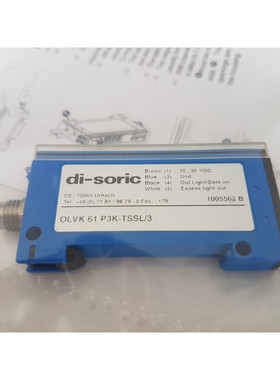 di-soric
DE - 73660 Urbach
Tel. +49 (0) 71 81 / 98 79 - 0 Fax - 179
Brown (1) 10...30 VDC
Blue (3) Gnd
Black (4) Out Light/Dark on
White (2) Excess light out
1005562 B
OLVK 61 P3K-TSSL/3